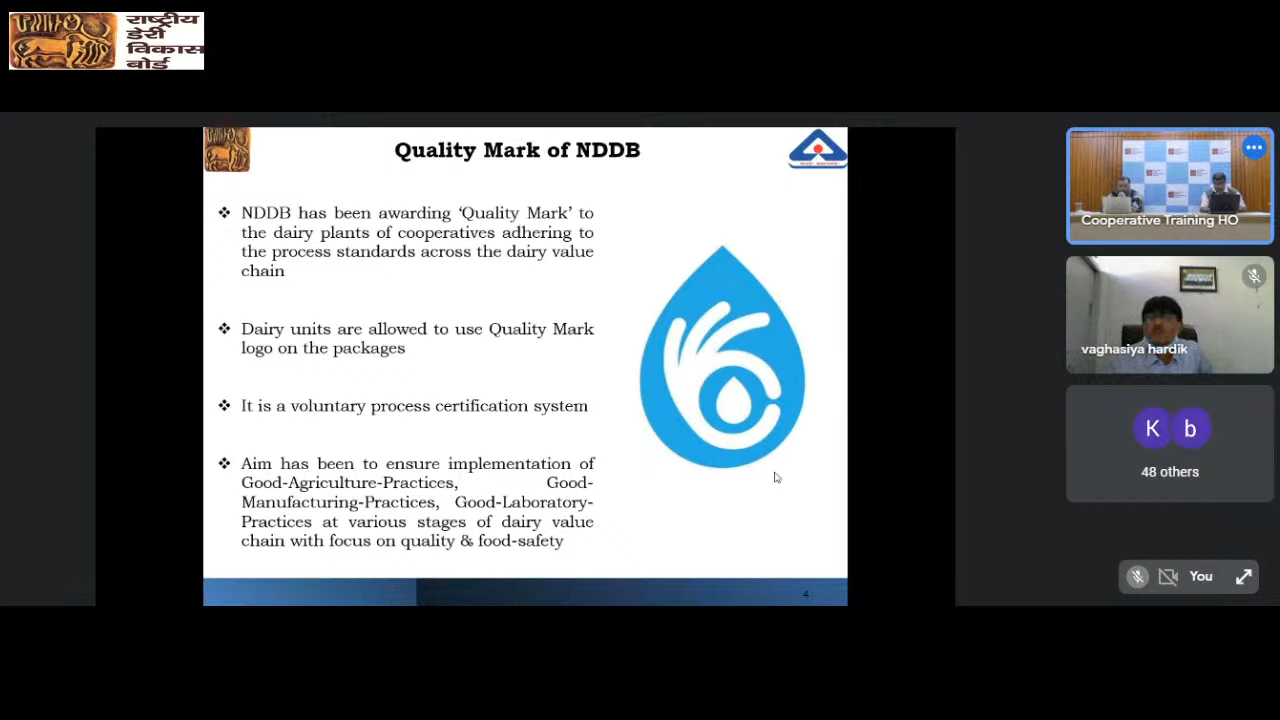 राष्ट्रीय
डेरी
विकास
बोर्ड
Quality Mark of NDDB
❖ NDDB has been awarding ‘Quality Mark’ to
the dairy plants of cooperatives adhering to
the process standards across the dairy value
chain
❖ Dairy units are allowed to use Quality Mark
logo on the packages
❖ It is a voluntary process certification system
❖ Aim has been to ensure implementation of
Good-Agriculture-Practices, Good-
Manufacturing-Practices, Good-Laboratory-
Practices at various stages of dairy value
chain with focus on quality & food-safety
4
Cooperative Training HO
vaghasiya hardik
K b
48 others
You